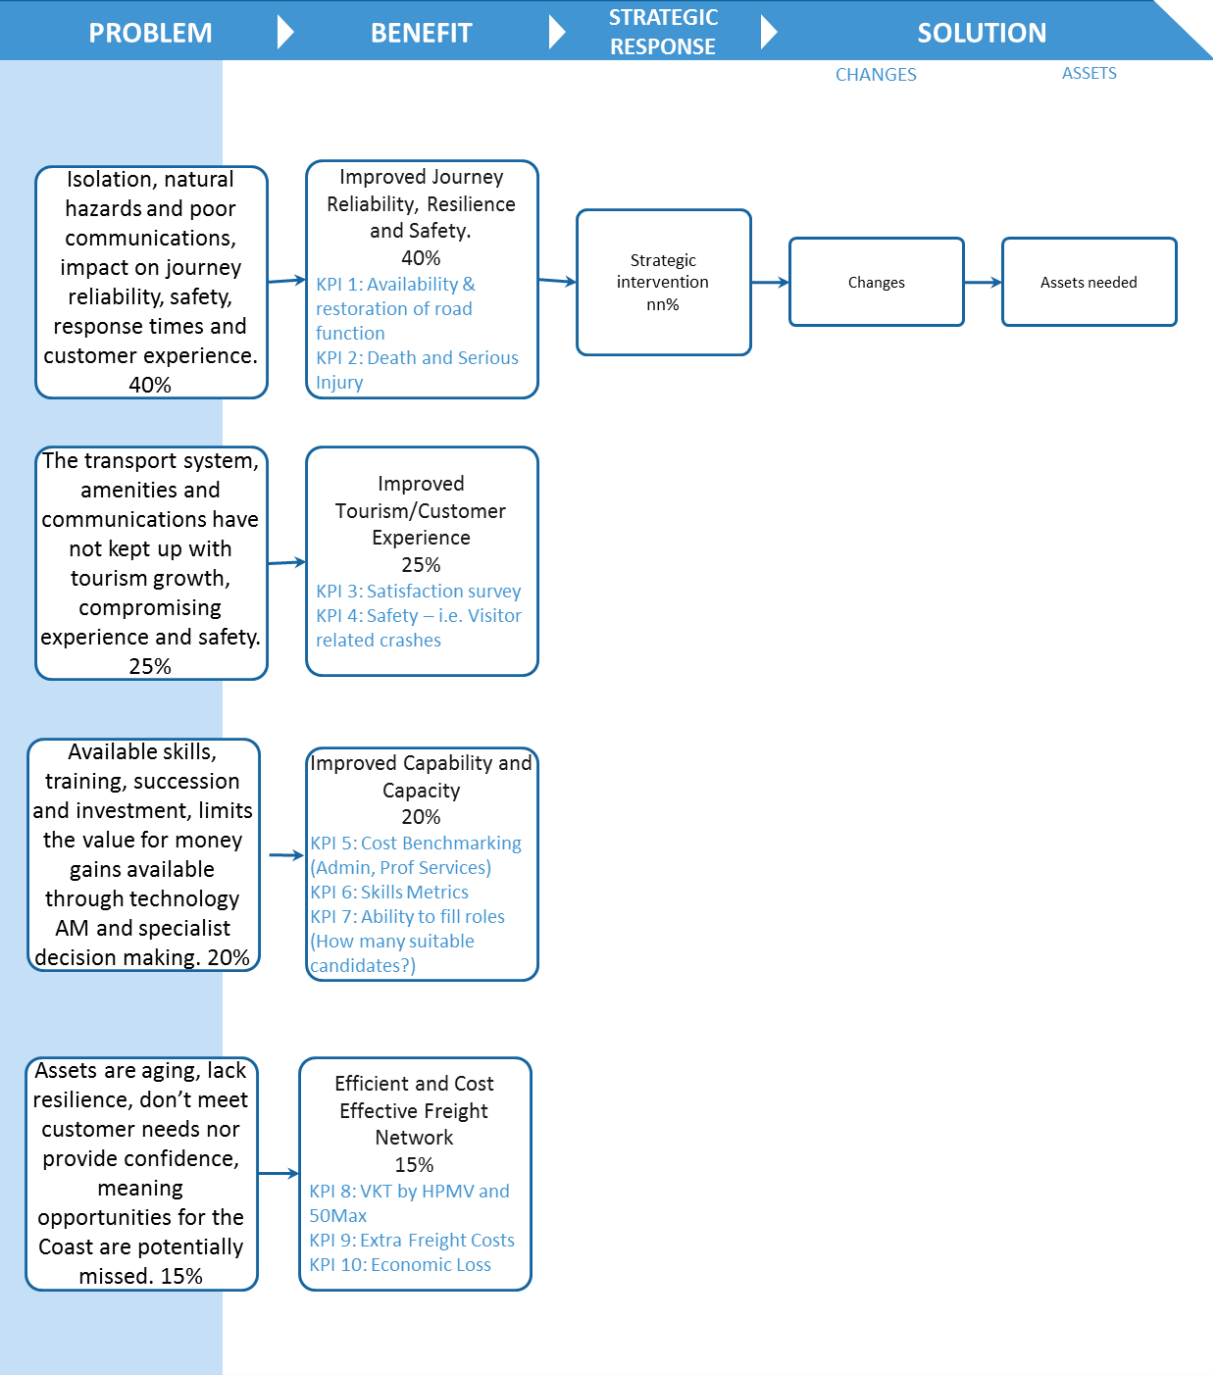 PROBLEM
BENEFIT
STRATEGIC
RESPONSE
SOLUTION
CHANGES
ASSETS
Isolation, natural
hazards and poor
communications,
impact on journey
reliability, safety,
response times and
customer experience.
40%
Improved Journey
Reliability, Resilience
and Safety.
40%
KPI 1: Availability &
restoration of road
function
KPI 2: Death and Serious
Injury
Strategic
intervention
nn%
Changes
Assets needed
The transport system,
amenities and
communications have
not kept up with
tourism growth,
compromising
experience and safety.
25%
Improved
Tourism/Customer
Experience
25%
KPI 3: Satisfaction survey
KPI 4: Safety – i.e. Visitor
related crashes
Available skills,
training, succession
and investment, limits
the value for money
gains available
through technology
AM and specialist
decision making. 20%
Improved Capability and
Capacity
20%
KPI 5: Cost Benchmarking
(Admin, Prof Services)
KPI 6: Skills Metrics
KPI 7: Ability to fill roles
(How many suitable
candidates?)
Assets are aging, lack
resilience, don’t meet
customer needs nor
provide confidence,
meaning
opportunities for the
Coast are potentially
missed. 15%
Efficient and Cost
Effective Freight
Network
15%
KPI 8: VKT by HPMV and
50Max
KPI 9: Extra Freight Costs
KPI 10: Economic Loss